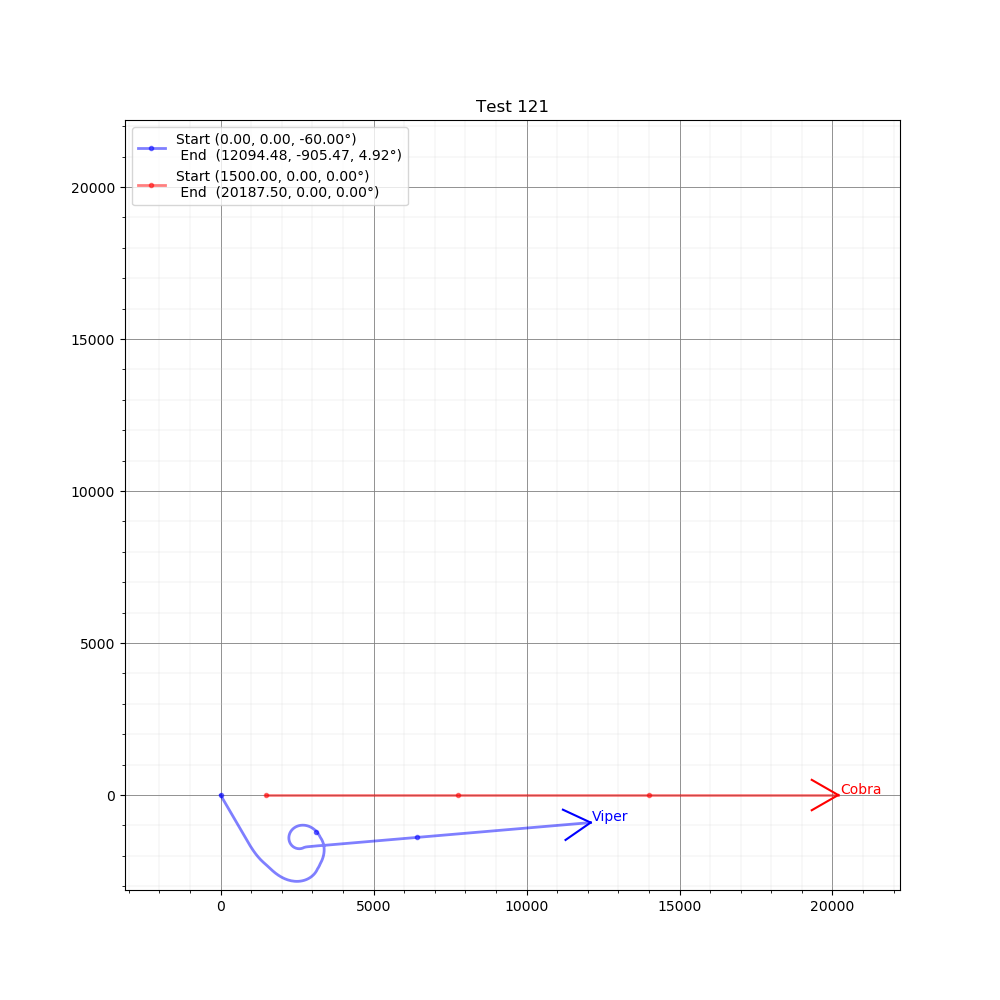 Test 121
Start (0.00, 0.00, -60.00°)
End (12094.48, -905.47, 4.92°)
Start (1500.00, 0.00, 0.00°)
End (20187.50, 0.00, 0.00°)
20000
15000
10000
5000
0
Cobra
Viper
0
5000
10000
15000
20000